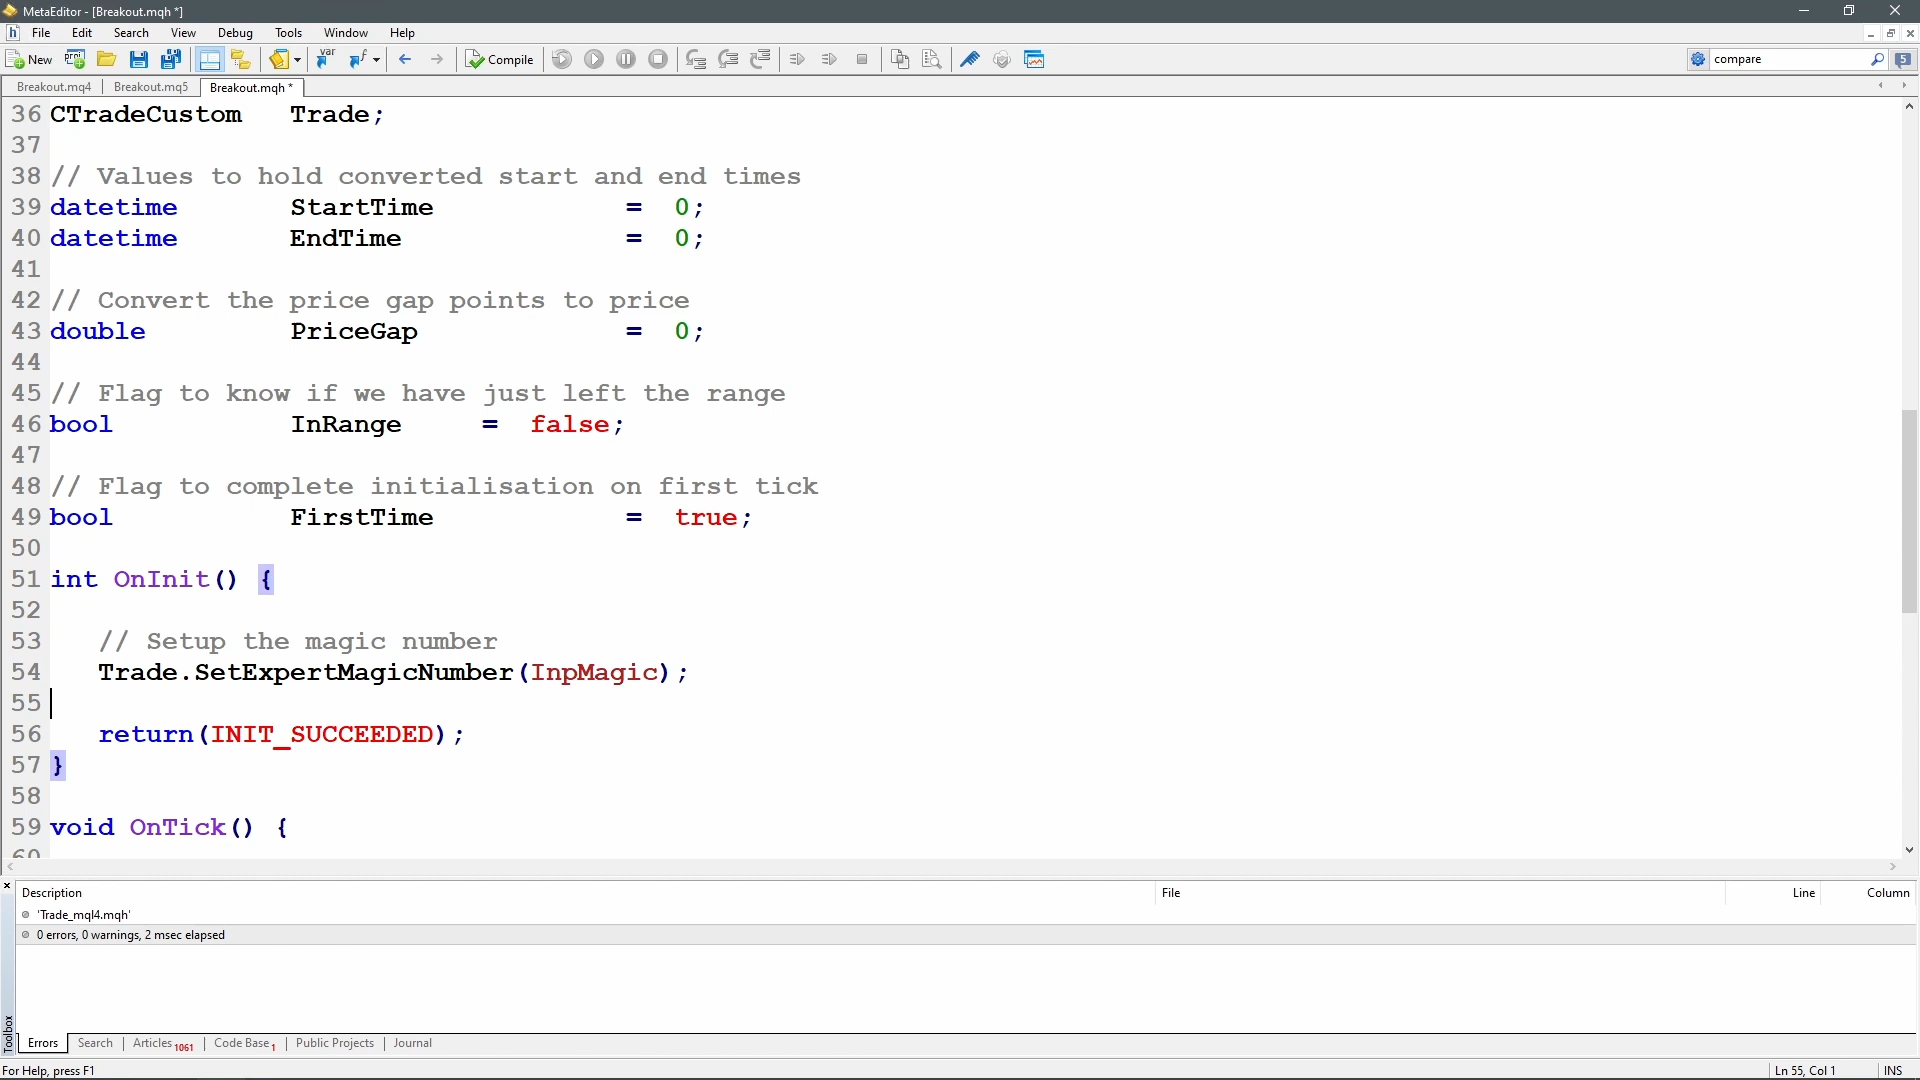 MetaEditor - [Breakout.mqh *]
File Edit Search View Debug Tools Window Help
New Compile compare 5
Breakout.mq4 Breakout.mq5 Breakout.mqh *
36 CTradeCustom Trade;
37
38 // Values to hold converted start and end times
39 datetime StartTime = 0;
40 datetime EndTime = 0;
41
42 // Convert the price gap points to price
43 double PriceGap = 0;
44
45 // Flag to know if we have just left the range
46 bool InRange = false;
47
48 // Flag to complete initialisation on first tick
49 bool FirstTime = true;
50
51 int OnInit() {
52
53 // Setup the magic number
54 Trade.SetExpertMagicNumber(InpMagic);
55
56 return(INIT_SUCCEEDED);
57 }
58
59 void OnTick() {
60
Description File Line Column
'Trade_mql4.mqh'
0 errors, 0 warnings, 2 msec elapsed
Toolbox
Errors Search Articles 1061 Code Base 1 Public Projects Journal
For Help, press F1 Ln 55, Col 1 INS